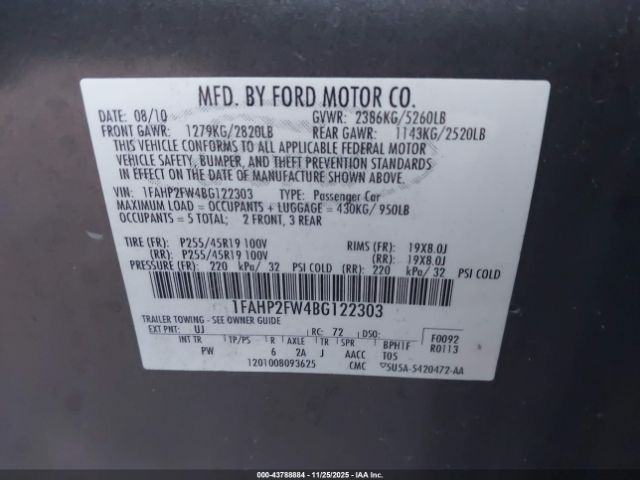 MFD. BY FORD MOTOR CO.
DATE: 08/10 GVWR: 2386KG/5260LB
FRONT GAWR: 1279KG/2820LB REAR GAWR: 1143KG/2520LB
THIS VEHICLE CONFORMS TO ALL APPLICABLE FEDERAL MOTOR
VEHICLE SAFETY, BUMPER, AND THEFT PREVENTION STANDARDS
IN EFFECT ON THE DATE OF MANUFACTURE SHOWN ABOVE.
VIN: 1FAHP2FW4BG122303 TYPE: Passenger Car
MAXIMUM LOAD = OCCUPANTS + LUGGAGE = 430KG/950LB
OCCUPANTS = 5 TOTAL; 2 FRONT, 3 REAR
TIRE (FR): P255/45R19 100V RIMS (FR): 19X8.0J
(RR): P255/45R19 100V (RR): 19X8.0J
PRESSURE (FR): 220 kPa/ 32 PSI COLD (RR): 220 kPa/ 32 PSI COLD
1FAHP2FW4BG122303
TRAILER TOWING - SEE OWNER GUIDE
EXT PNT: UJ RC: 72 DSO: F0092
INT TR TP/PS R AXLE TR SPR BPH1F R0113
PW 6 2A J AACC T05
1201008093625 CMC ▽SU5A-5420472-AA
000-43788884 - 11/25/2025 - IAA Inc.